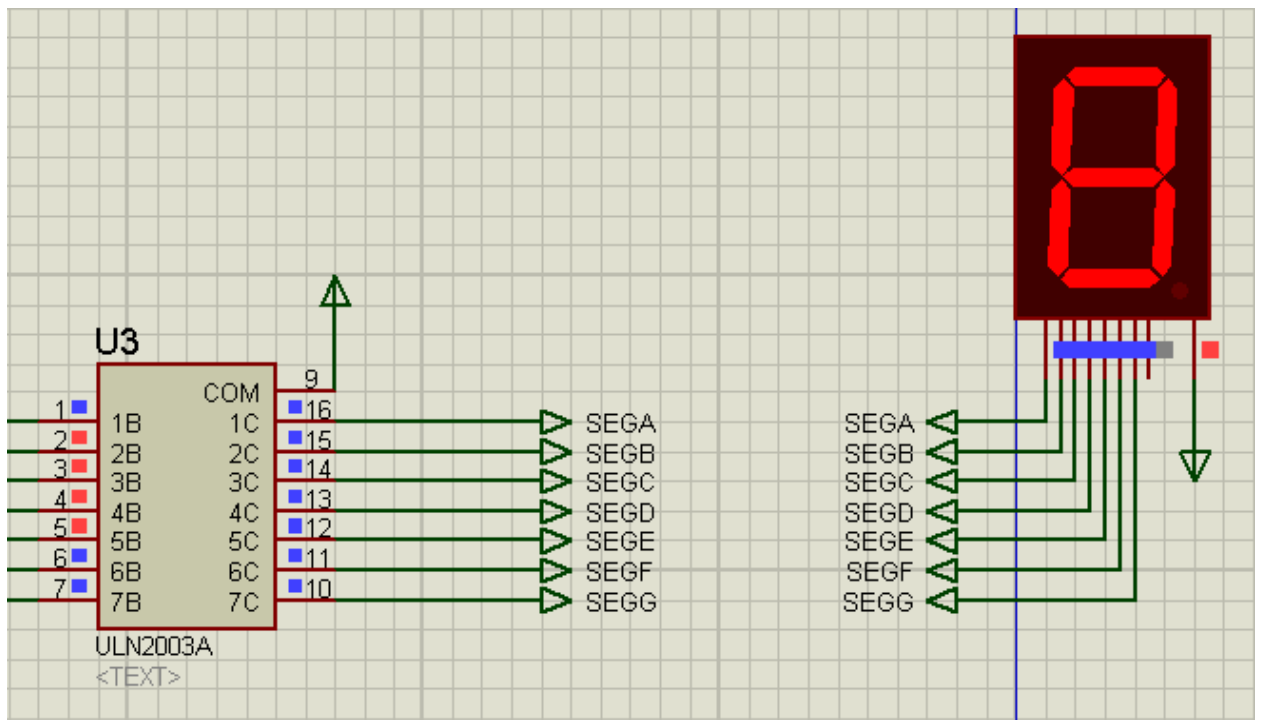 U3
COM 9
1 1B 1C 16 SEGA SEGA
2 2B 2C 15 SEGB SEGB
3 3B 3C 14 SEGC SEGC
4 4B 4C 13 SEGD SEGD
5 5B 5C 12 SEGE SEGE
6 6B 6C 11 SEGF SEGF
7 7B 7C 10 SEGG SEGG
ULN2003A
<TEXT>
8